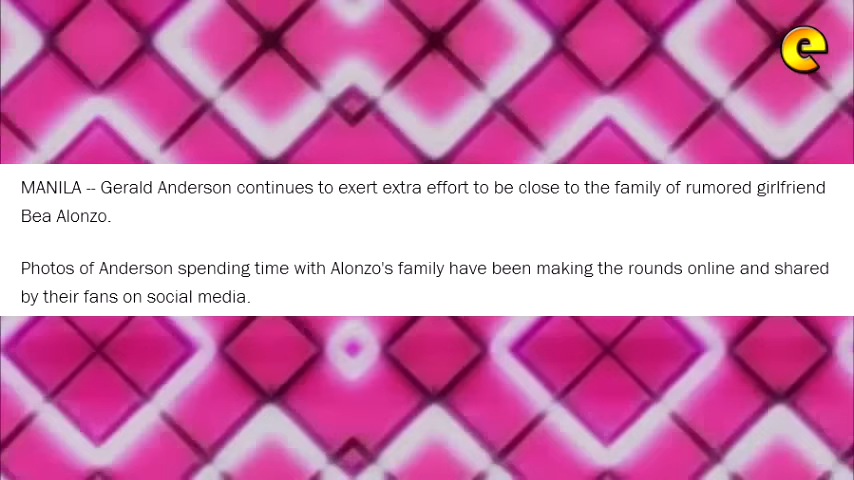 e
MANILA -- Gerald Anderson continues to exert extra effort to be close to the family of rumored girlfriend
Bea Alonzo.
Photos of Anderson spending time with Alonzo's family have been making the rounds online and shared
by their fans on social media.